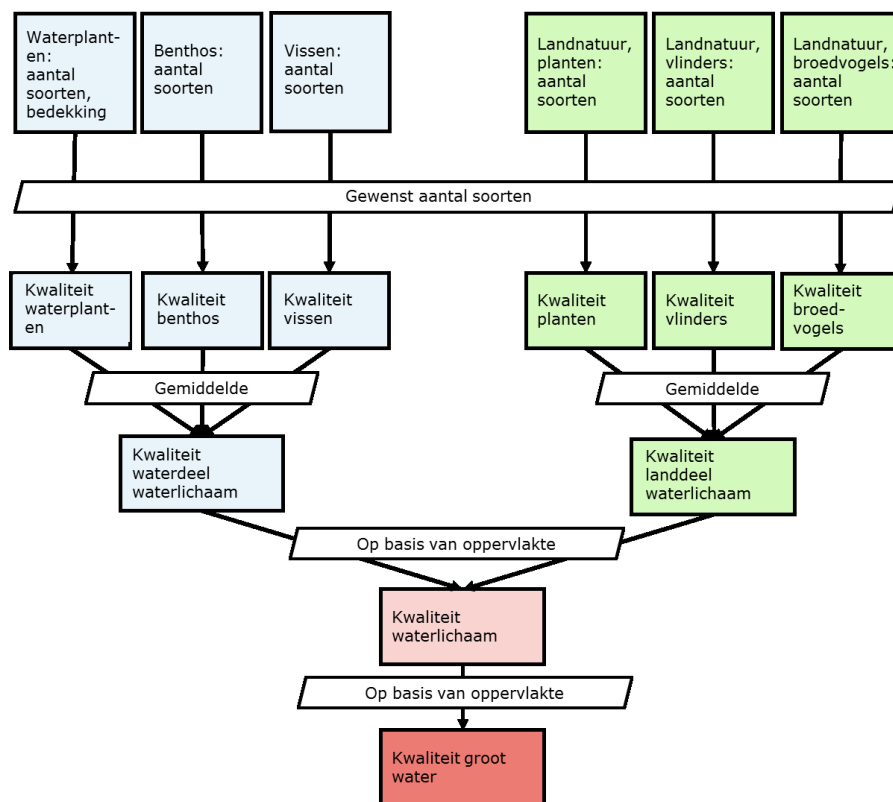 Waterplant-
en:
aantal
soorten,
bedekking
Benthos:
aantal
soorten
Vissen:
aantal
soorten
Landnatuur,
planten:
aantal
soorten
Landnatuur,
vlinders:
aantal
soorten
Landnatuur,
broedvogels:
aantal
soorten
Gewenst aantal soorten
Kwaliteit
waterplant-
en
Kwaliteit
benthos
Kwaliteit
vissen
Kwaliteit
planten
Kwaliteit
vlinders
Kwaliteit
broed-
vogels
Gemiddelde
Gemiddelde
Kwaliteit
waterdeel
waterlichaam
Kwaliteit
landdeel
waterlichaam
Op basis van oppervlakte
Kwaliteit
waterlichaam
Op basis van oppervlakte
Kwaliteit groot
water